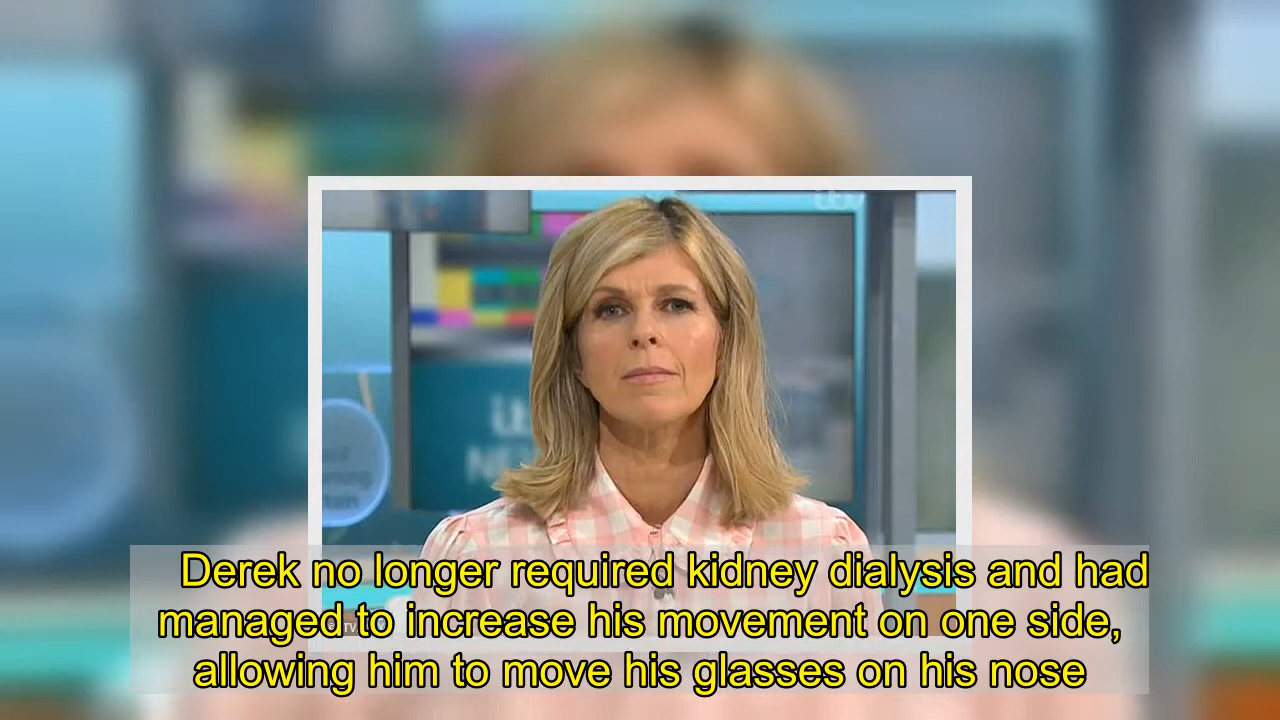 itv
Derek no longer required kidney dialysis and had
managed to increase his movement on one side,
allowing him to move his glasses on his nose